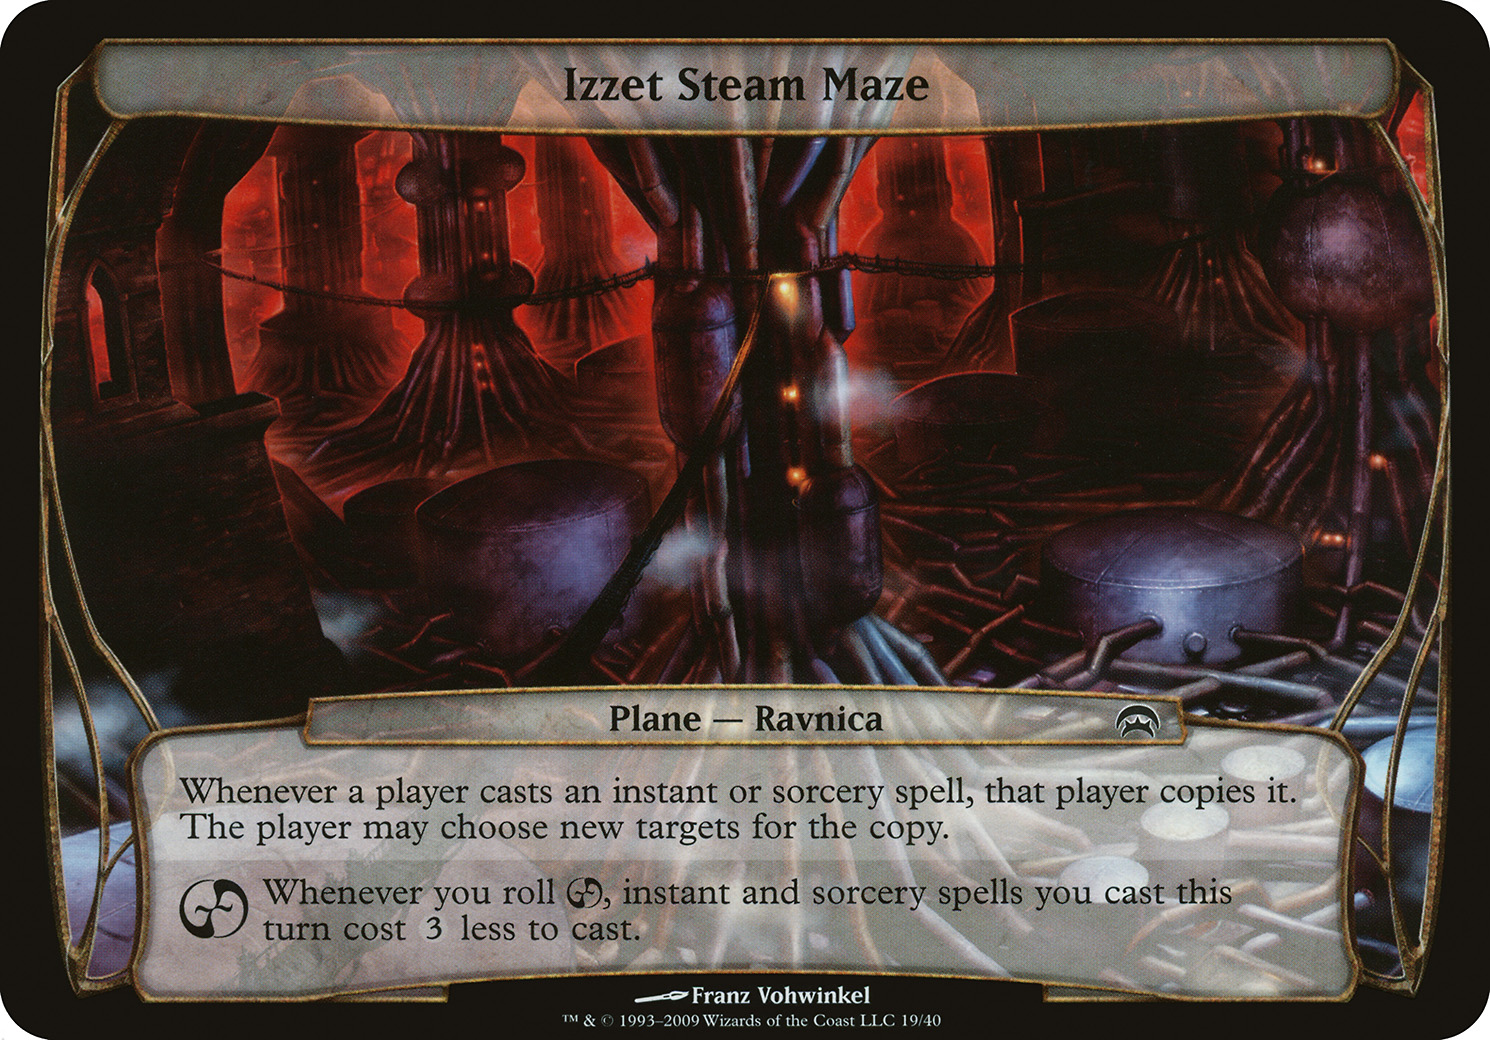 Izzet Steam Maze
Plane — Ravnica
Whenever a player casts an instant or sorcery spell, that player copies it.
The player may choose new targets for the copy.
Whenever you roll , instant and sorcery spells you cast this
turn cost 3 less to cast.
Franz Vohwinkel
™ & © 1993–2009 Wizards of the Coast LLC 19/40